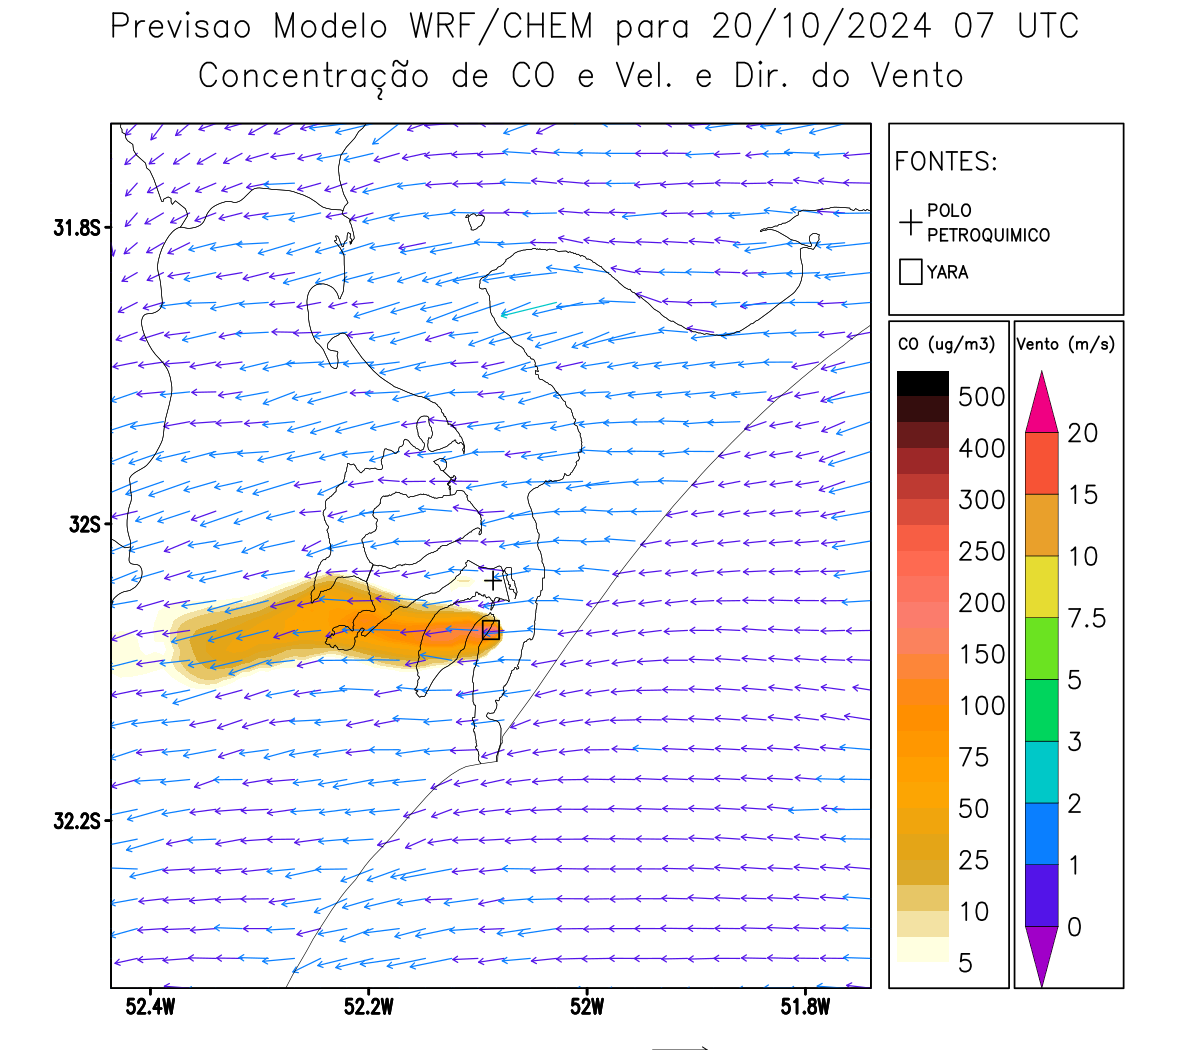 Previsao Modelo WRF/CHEM para 20/10/2024 07 UTC
Concentração de CO e Vel. e Dir. do Vento
FONTES:
POLO
PETROQUIMICO
YARA
CO (ug/m3)
500
400
300
250
200
150
100
75
50
25
10
5
Vento (m/s)
20
15
10
7.5
5
3
2
1
0
31.8S
32S
32.2S
52.4W
52.2W
52W
51.8W